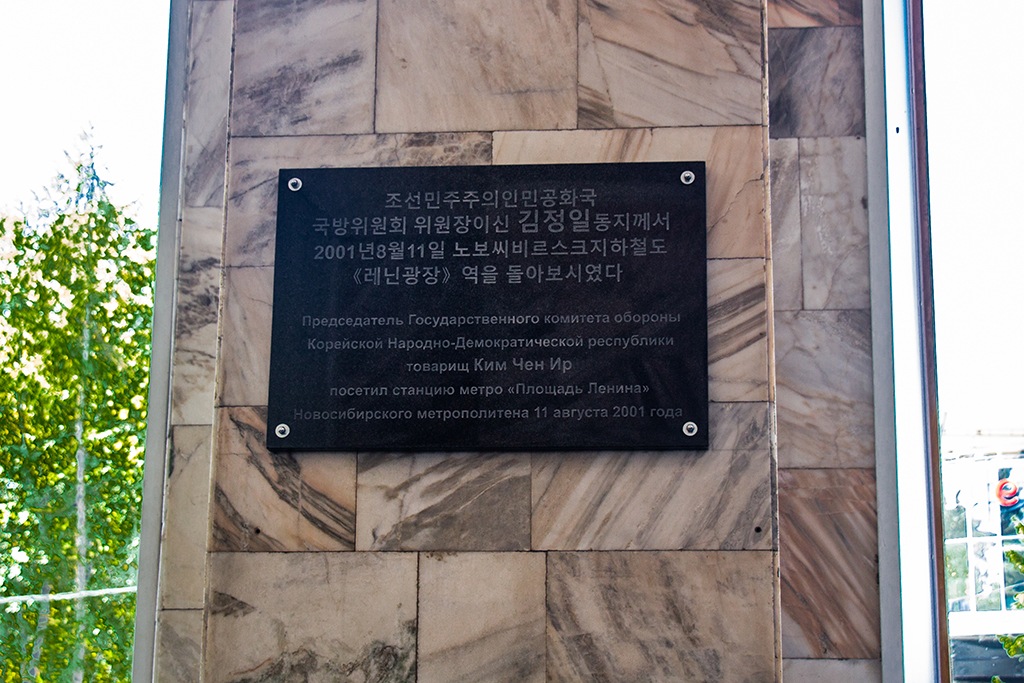 조선민주주의인민공화국
국방위원회 위원장이신 김정일동지께서
2001년8월11일 노보씨비르스크지하철도
《레닌광장》 역을 돌아보시였다
Председатель Государственного комитета обороны
Корейской Народно-Демократической республики
товарищ Ким Чен Ир
посетил станцию метро «Площадь Ленина»
Новосибирского метрополитена 11 августа 2001 года
e